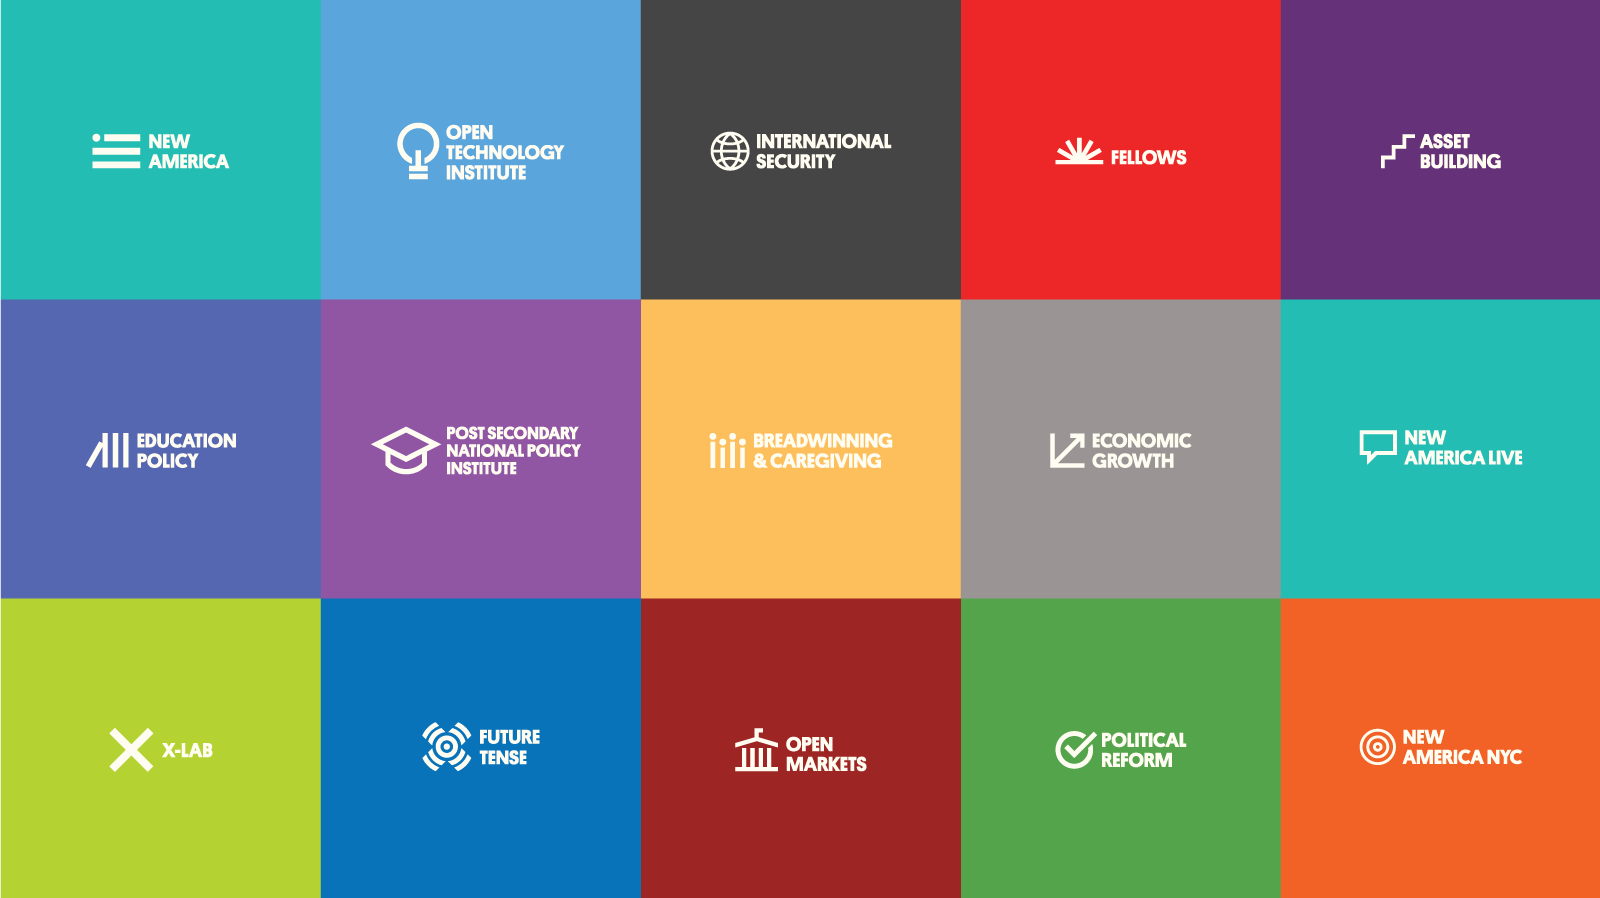 NEW
AMERICA
OPEN
TECHNOLOGY
INSTITUTE
INTERNATIONAL
SECURITY
FELLOWS
ASSET
BUILDING
EDUCATION
POLICY
POST SECONDARY
NATIONAL POLICY
INSTITUTE
BREADWINNING
& CAREGIVING
ECONOMIC
GROWTH
NEW
AMERICA LIVE
X-LAB
FUTURE
TENSE
OPEN
MARKETS
POLITICAL
REFORM
NEW
AMERICA NYC